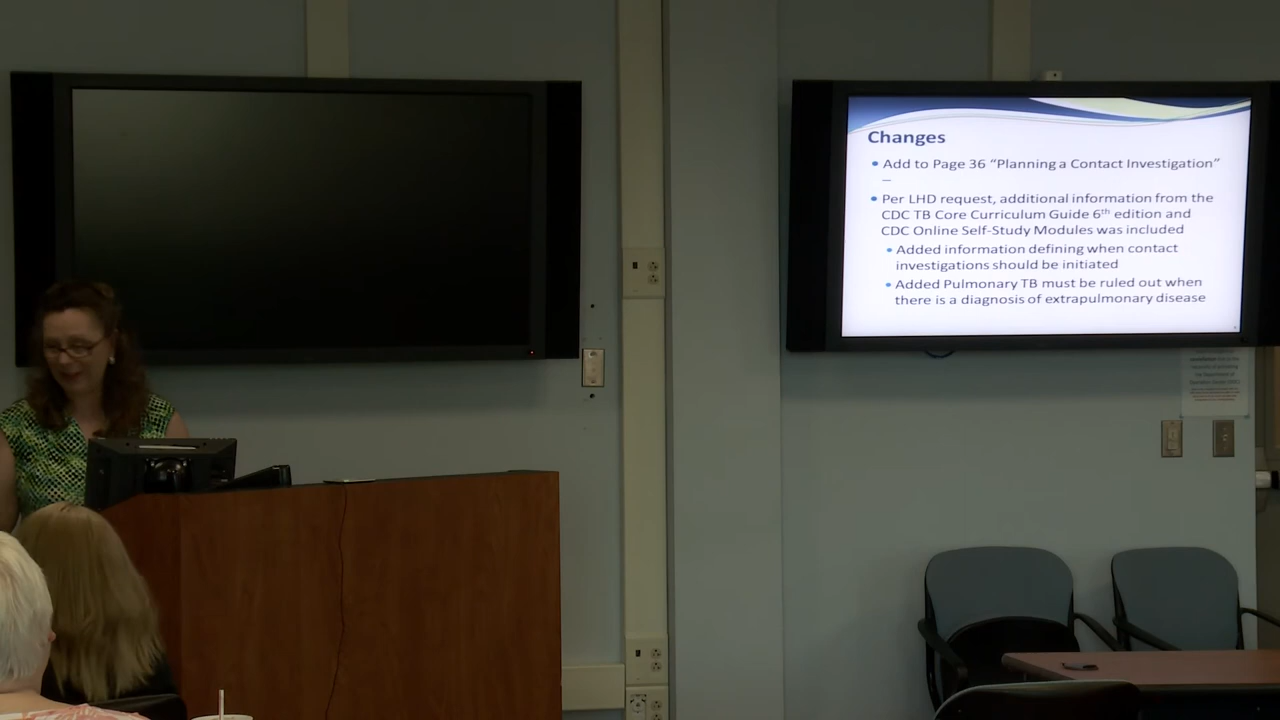 Changes
• Add to Page 36 “Planning a Contact Investigation”
–
• Per LHD request, additional information from the
CDC TB Core Curriculum Guide 6th edition and
CDC Online Self-Study Modules was included
• Added information defining when contact
investigations should be initiated
• Added Pulmonary TB must be ruled out when
there is a diagnosis of extrapulmonary disease